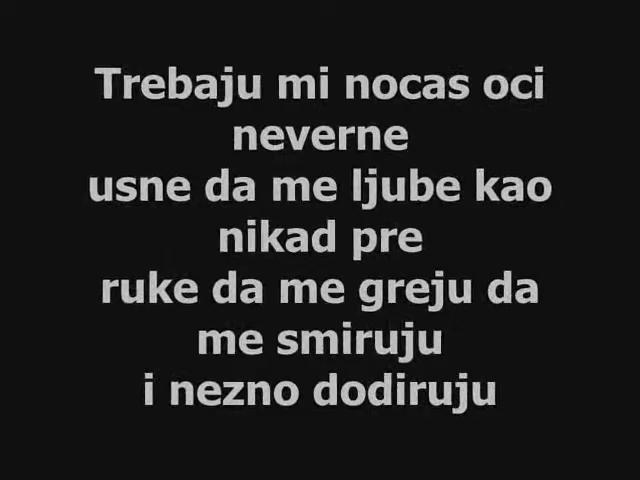 Trebaju mi nocas oci
neverne
usne da me ljube kao
nikad pre
ruke da me greju da
me smiruju
i nezno dodiruju